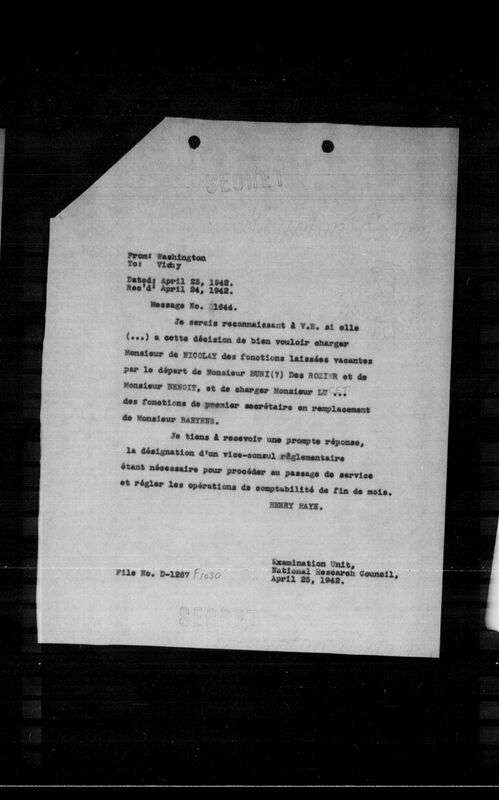 SECRET
From: Washington
To: Vichy
Dated: April 23, 1942.
Rec'd: April 24, 1942.
Message No. 1644.
Je serais reconnaissant à V.E. si elle
(...) a cette décision de bien vouloir charger
Monsieur de NICOLAY des fonctions laissées vacantes
par le départ de Monsieur BURI(?) Des ROZIER et de
Monsieur BENOIT, et de charger Monsieur LU ...
des fonctions de premier secrétaire en remplacement
de Monsieur BAEYENS.
Je tiens à recevoir une prompte réponse,
la désignation d'un vice-consul règlementaire
étant nécessaire pour procéder au passage de service
et régler les opérations de comptabilité de fin de mois.
HENRY HAYE.
Examination Unit,
File No. D-1267 F1030 National Research Council,
April 25, 1942.
SECRET